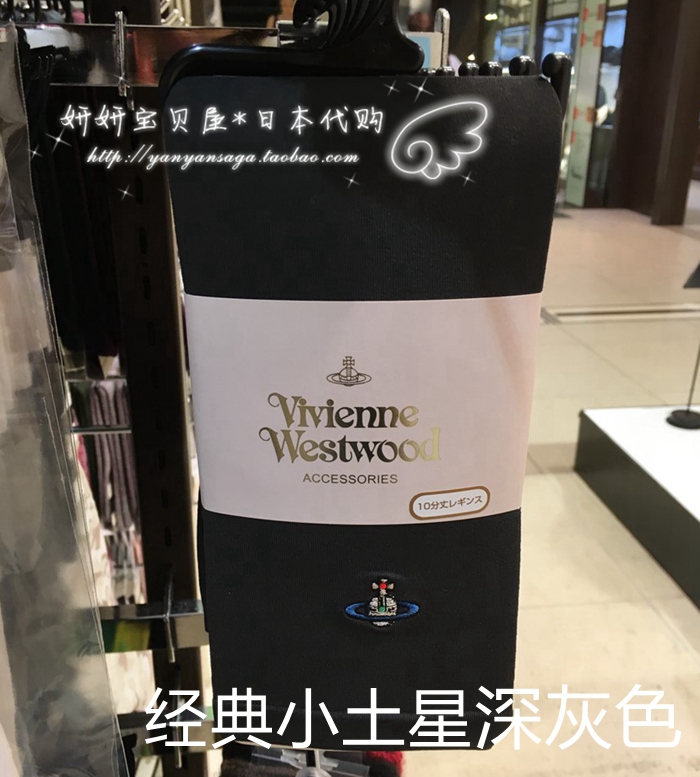 妍妍宝贝屋*日本代购
http://yanyansaga.taobao.com
Vivienne
Westwood
ACCESSORIES
10分丈レギンス
经典小土星深灰色